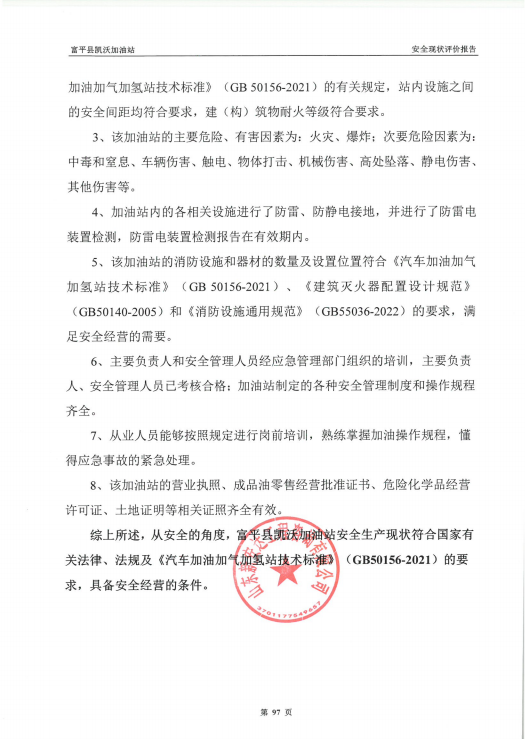 富平县凯沃加油站 安全现状评价报告
加油加气加氢站技术标准》（GB 50156-2021）的有关规定，站内设施之间
的安全间距均符合要求，建（构）筑物耐火等级符合要求。
3、该加油站的主要危险、有害因素为：火灾、爆炸；次要危险因素为：
中毒和窒息、车辆伤害、触电、物体打击、机械伤害、高处坠落、静电伤害、
其他伤害等。
4、加油站内的各相关设施进行了防雷、防静电接地，并进行了防雷电
装置检测，防雷电装置检测报告在有效期内。
5、该加油站的消防设施和器材的数量及设置位置符合《汽车加油加气
加氢站技术标准》（GB 50156-2021）、《建筑灭火器配置设计规范》
（GB50140-2005）和《消防设施通用规范》（GB55036-2022）的要求，满
足安全经营的需要。
6、主要负责人和安全管理人员经应急管理部门组织的培训，主要负责
人、安全管理人员已考核合格；加油站制定的各种安全管理制度和操作规程
齐全。
7、从业人员能够按照规定进行岗前培训，熟练掌握加油操作规程，懂
得应急事故的紧急处理。
8、该加油站的营业执照、成品油零售经营批准证书、危险化学品经营
许可证、土地证明等相关证照齐全有效。
综上所述，从安全的角度，富平县凯沃加油站安全生产现状符合国家有
关法律、法规及《汽车加油加气加氢站技术标准》（GB50156-2021）的要
求，具备安全经营的条件。
第 97 页